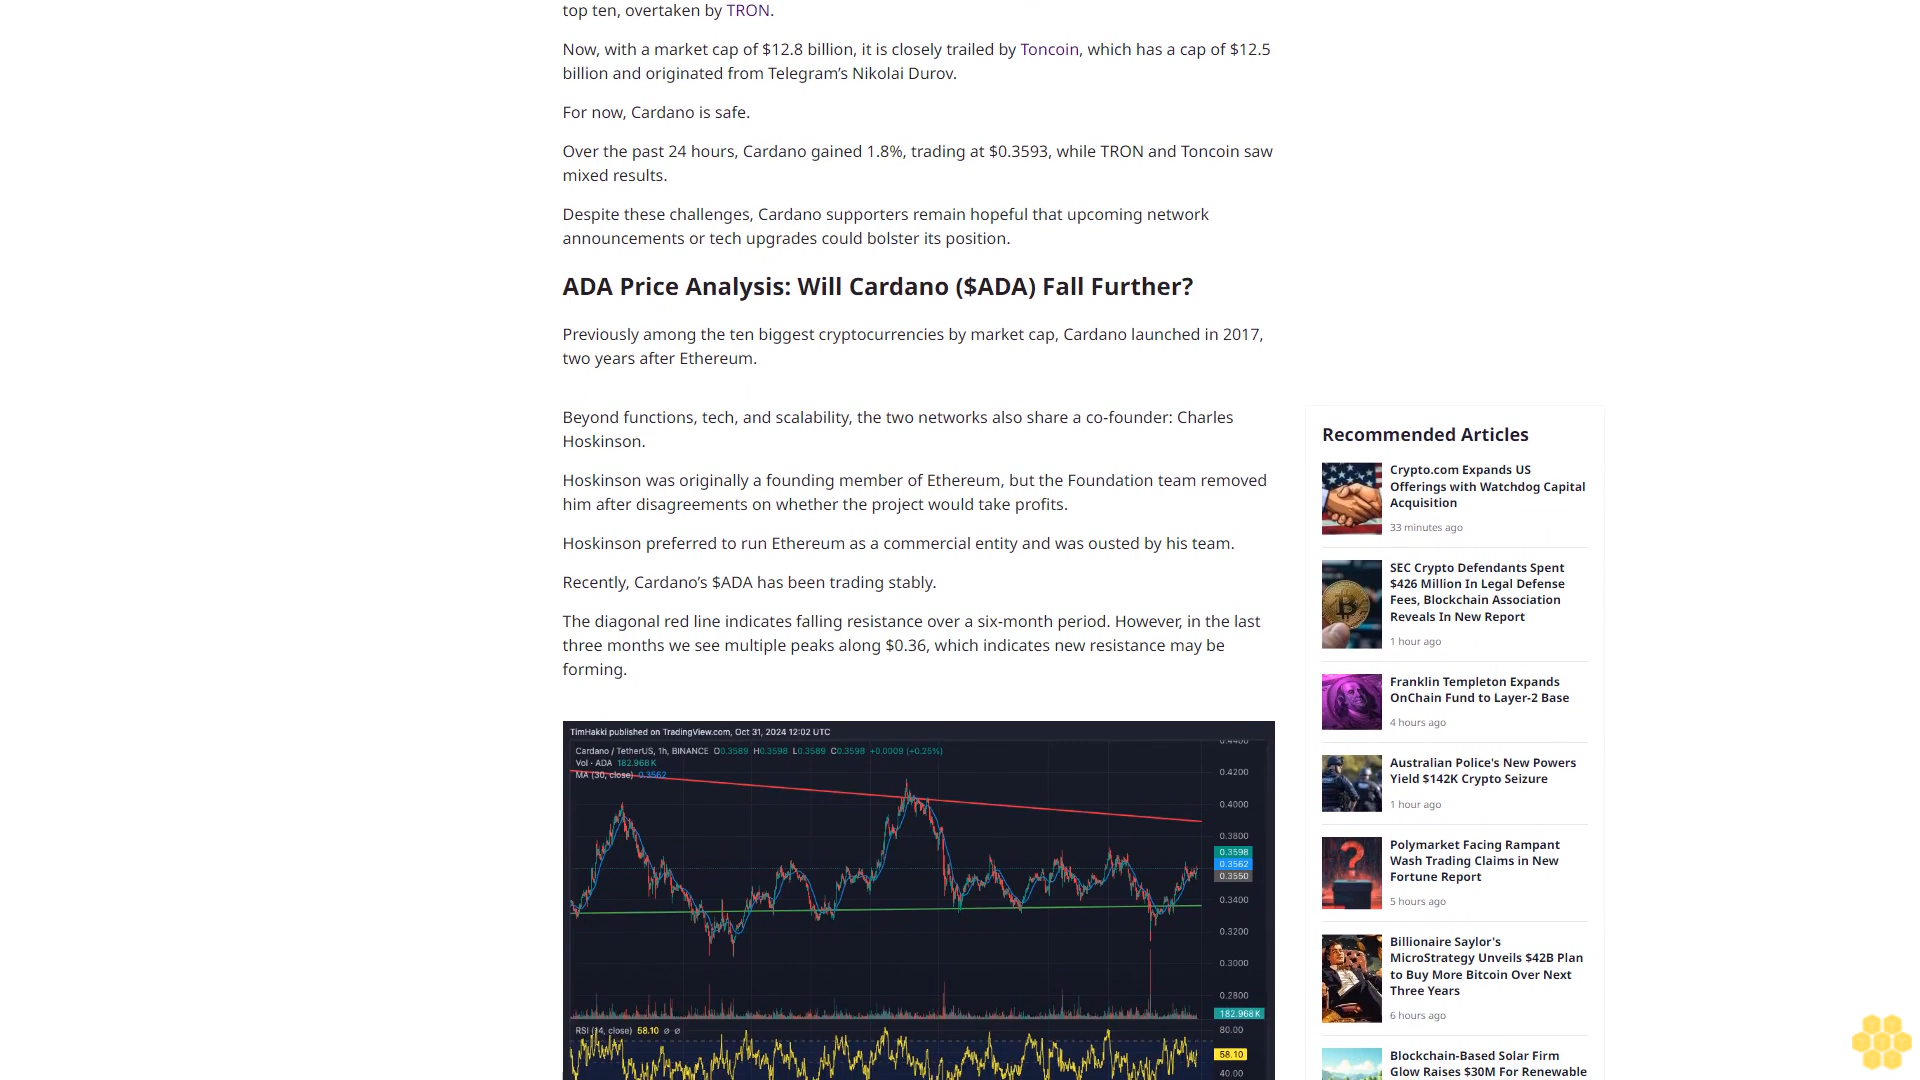 top ten, overtaken by TRON.
Now, with a market cap of $12.8 billion, it is closely trailed by Toncoin, which has a cap of $12.5
billion and originated from Telegram’s Nikolai Durov.
For now, Cardano is safe.
Over the past 24 hours, Cardano gained 1.8%, trading at $0.3593, while TRON and Toncoin saw
mixed results.
Despite these challenges, Cardano supporters remain hopeful that upcoming network
announcements or tech upgrades could bolster its position.
ADA Price Analysis: Will Cardano ($ADA) Fall Further?
Previously among the ten biggest cryptocurrencies by market cap, Cardano launched in 2017,
two years after Ethereum.
Beyond functions, tech, and scalability, the two networks also share a co-founder: Charles
Hoskinson.
Hoskinson was originally a founding member of Ethereum, but the Foundation team removed
him after disagreements on whether the project would take profits.
Hoskinson preferred to run Ethereum as a commercial entity and was ousted by his team.
Recently, Cardano’s $ADA has been trading stably.
The diagonal red line indicates falling resistance over a six-month period. However, in the last
three months we see multiple peaks along $0.36, which indicates new resistance may be
forming.
TimHakki published on TradingView.com, Oct 31, 2024 12:02 UTC
Cardano / TetherUS, 1h, BINANCE O0.3589 H0.3598 L0.3589 C0.3598 +0.0009 (+0.25%)
Vol · ADA 182.968K
MA (30, close) 0.3562
0.4400
0.4200
0.4000
0.3800
0.3598
0.3562
0.3550
0.3400
0.3200
0.3000
0.2800
182.968K
RSI (14, close) 58.10 ø ø
80.00
58.10
40.00
Recommended Articles
Crypto.com Expands US
Offerings with Watchdog Capital
Acquisition
33 minutes ago
SEC Crypto Defendants Spent
$426 Million In Legal Defense
Fees, Blockchain Association
Reveals In New Report
1 hour ago
Franklin Templeton Expands
OnChain Fund to Layer-2 Base
4 hours ago
Australian Police's New Powers
Yield $142K Crypto Seizure
1 hour ago
Polymarket Facing Rampant
Wash Trading Claims in New
Fortune Report
5 hours ago
Billionaire Saylor's
MicroStrategy Unveils $42B Plan
to Buy More Bitcoin Over Next
Three Years
6 hours ago
Blockchain-Based Solar Firm
Glow Raises $30M For Renewable